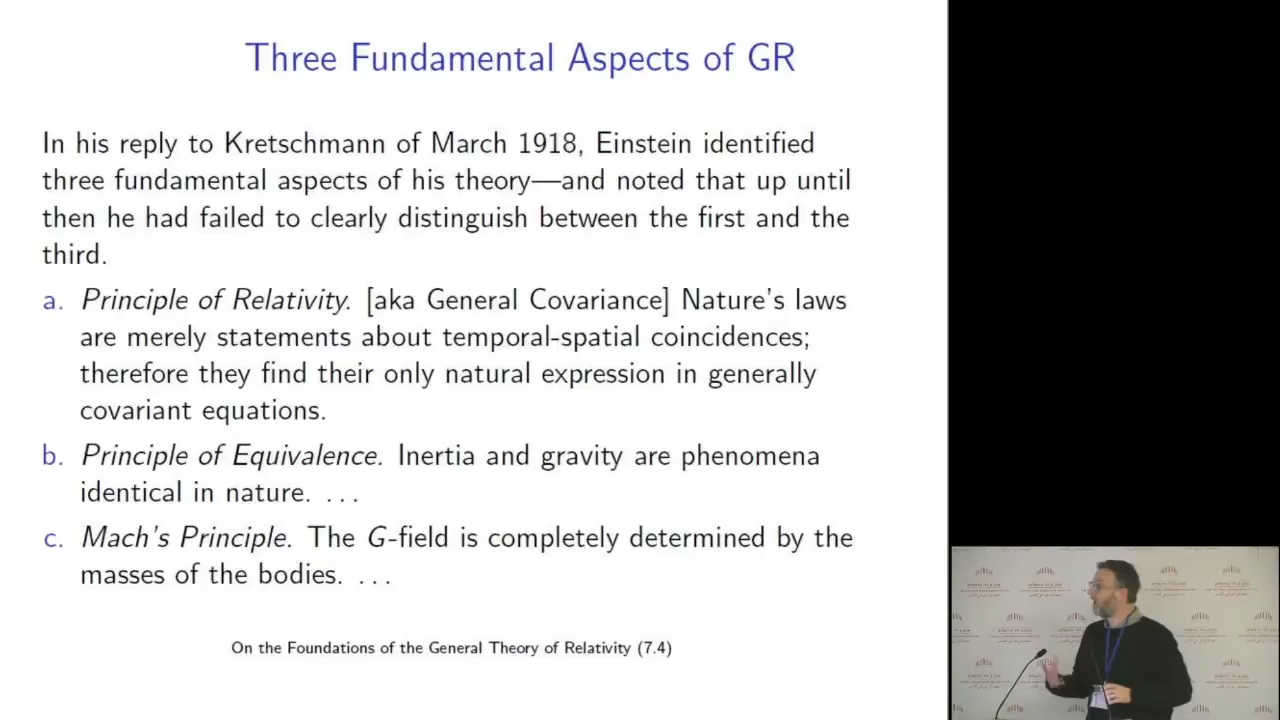 Three Fundamental Aspects of GR
In his reply to Kretschmann of March 1918, Einstein identified
three fundamental aspects of his theory—and noted that up until
then he had failed to clearly distinguish between the first and the
third.
a. Principle of Relativity. [aka General Covariance] Nature's laws
are merely statements about temporal-spatial coincidences;
therefore they find their only natural expression in generally
covariant equations.
b. Principle of Equivalence. Inertia and gravity are phenomena
identical in nature. ...
c. Mach's Principle. The G-field is completely determined by the
masses of the bodies. ...
On the Foundations of the General Theory of Relativity (7.4)